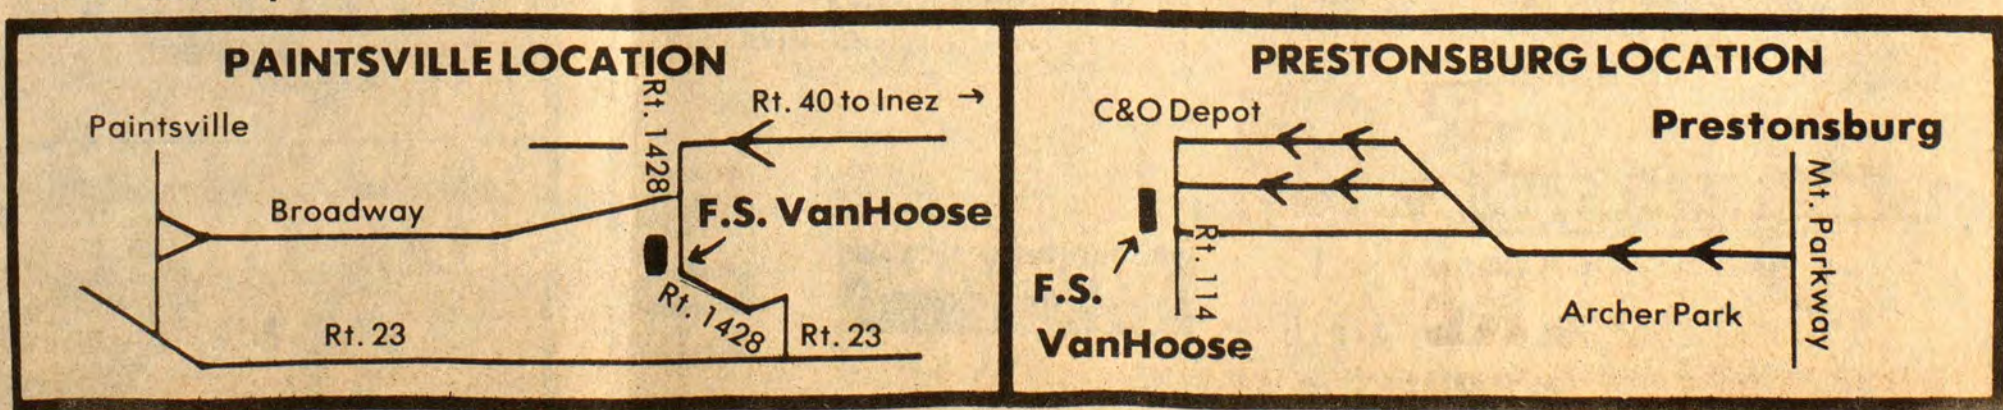 PAINTSVILLE LOCATION
Rt. 1428
Rt. 40 to Inez →
Paintsville
Broadway
F.S. VanHoose
Rt. 1428
Rt. 23
Rt. 23
PRESTONSBURG LOCATION
C&O Depot
Prestonsburg
Mt. Parkway
Rt. 114
F.S.
VanHoose
Archer Park